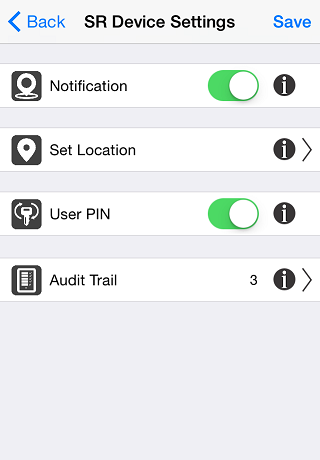 Back SR Device Settings Save
Notification
Set Location
User PIN
Audit Trail 3